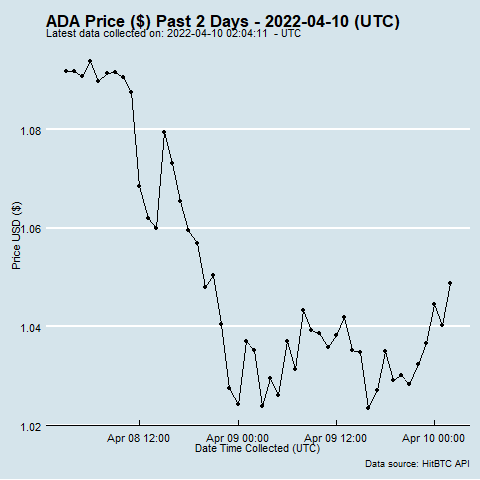 ADA Price ($) Past 2 Days - 2022-04-10 (UTC)
Latest data collected on: 2022-04-10 02:04:11  - UTC
1.08
1.06
1.04
1.02
Price USD ($)
Apr 08 12:00
Apr 09 00:00
Apr 09 12:00
Apr 10 00:00
Date Time Collected (UTC)
Data source: HitBTC API